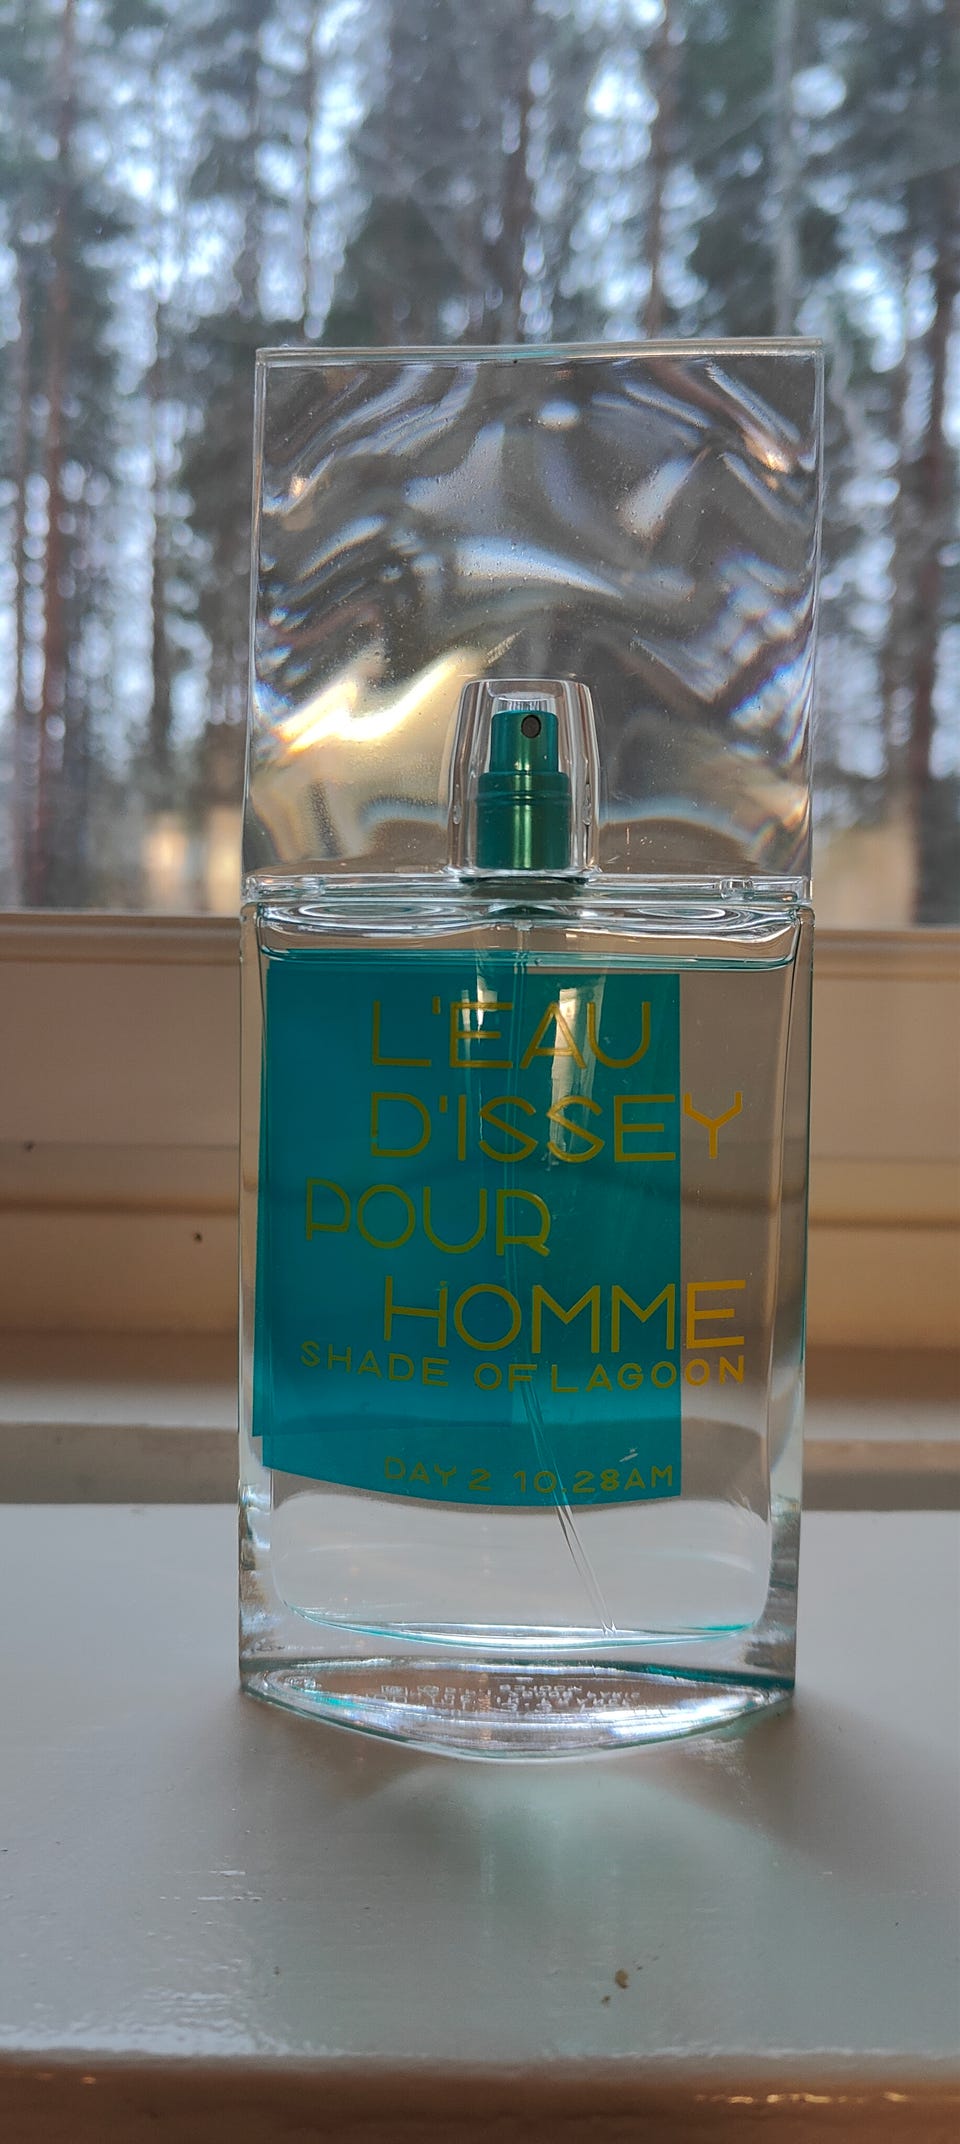 L'EAU
D'ISSEY
POUR
HOMME
SHADE OF LAGOON
DAY 2 10.28AM